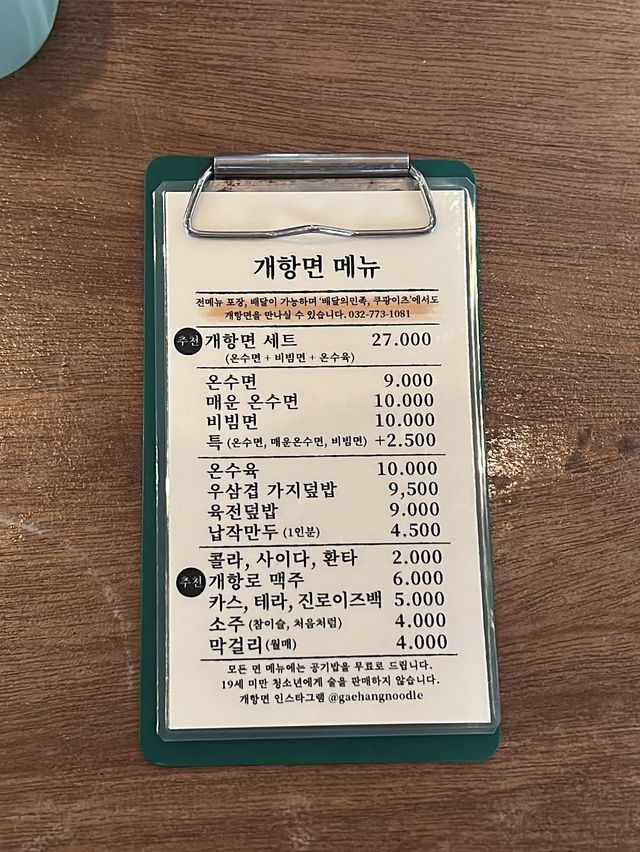 개항면 메뉴
전메뉴 포장, 배달이 가능하며 '배달의민족, 쿠팡이츠'에서도
개항면을 만나실 수 있습니다. 032-773-1081
추천 개항면 세트 27.000
(온수면 + 비빔면 + 온수육)
온수면 9.000
매운 온수면 10.000
비빔면 10.000
특 (온수면, 매운온수면, 비빔면) +2.500
온수육 10.000
우삼겹 가지덮밥 9,500
육전덮밥 9.000
납작만두 (1인분) 4.500
콜라, 사이다, 환타 2.000
추천 개항로 맥주 6.000
카스, 테라, 진로이즈백 5.000
소주 (참이슬, 처음처럼) 4.000
막걸리 (월매) 4.000
모든 면 메뉴에는 공기밥을 무료로 드립니다.
19세 미만 청소년에게 술을 판매하지 않습니다.
개항면 인스타그램 @gaehangnoodle